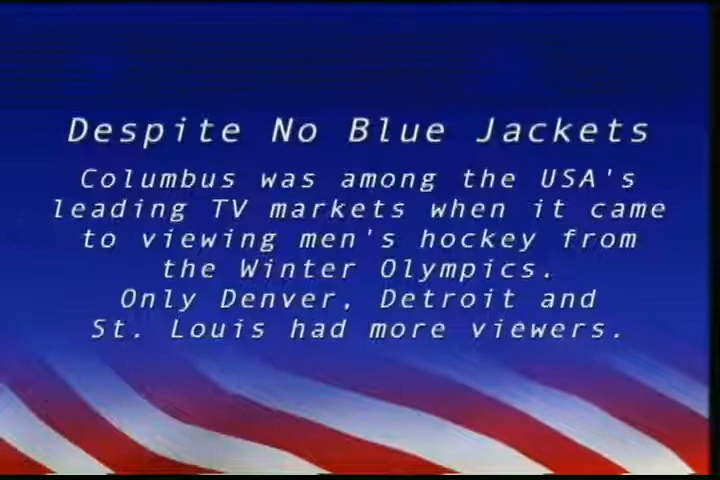 Despite No Blue Jackets
Columbus was among the USA's
leading TV markets when it came
to viewing men's hockey from
the Winter Olympics.
Only Denver, Detroit and
St. Louis had more viewers.